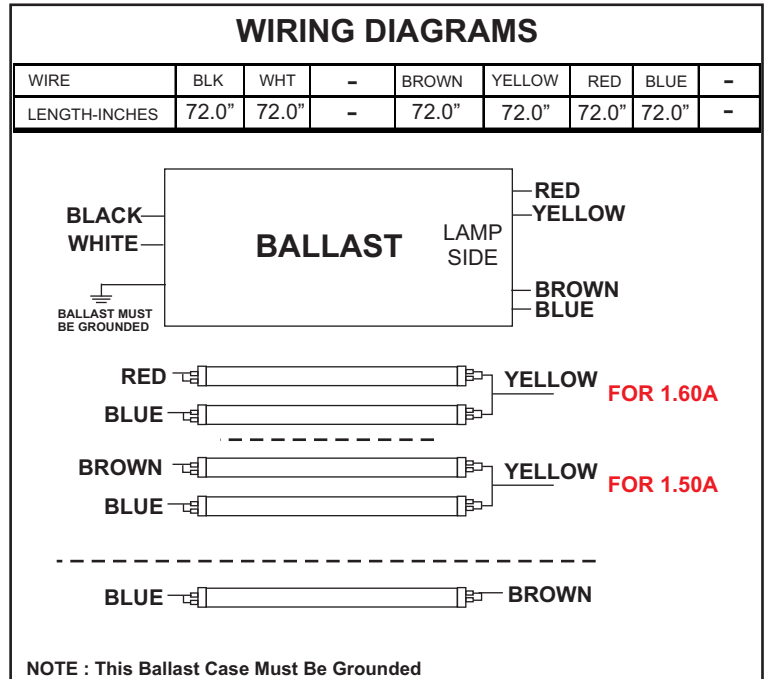 WIRING DIAGRAMS
WIRE BLK WHT - BROWN YELLOW RED BLUE -
LENGTH-INCHES 72.0” 72.0” - 72.0” 72.0” 72.0” 72.0” -
RED
YELLOW
BLACK
WHITE
BALLAST
LAMP
SIDE
BROWN
BLUE
BALLAST MUST
BE GROUNDED
RED YELLOW FOR 1.60A
BLUE
BROWN YELLOW FOR 1.50A
BLUE
BLUE BROWN
NOTE : This Ballast Case Must Be Grounded